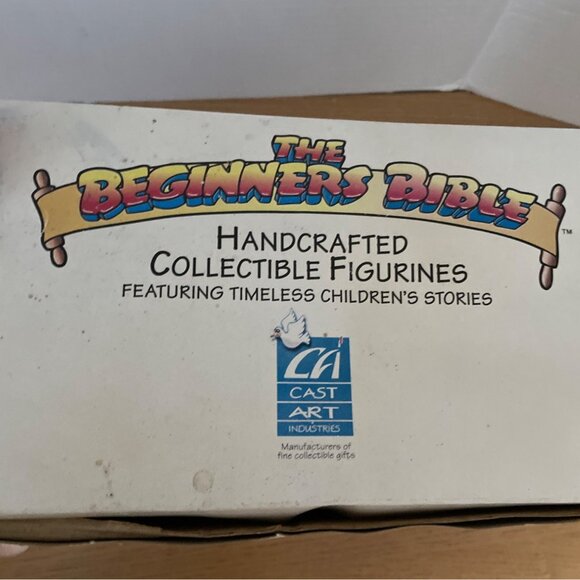 THE
BEGINNERS BIBLE
TM
HANDCRAFTED
COLLECTIBLE FIGURINES
FEATURING TIMELESS CHILDREN'S STORIES
CA
CAST
ART
INDUSTRIES
Manufacturers of
fine collectible gifts